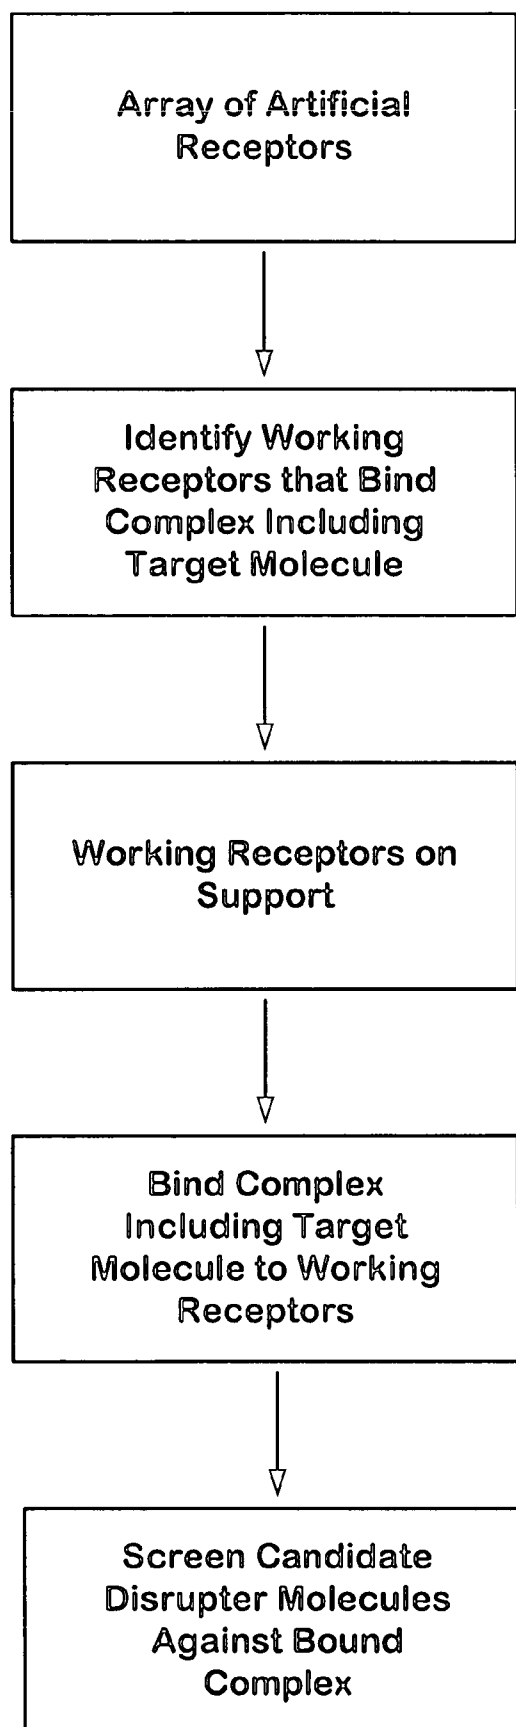 Array of Artificial
Receptors
Identify Working
Receptors that Bind
Complex Including
Target Molecule
Working Receptors on
Support
Bind Complex
Including Target
Molecule to Working
Receptors
Screen Candidate
Disrupter Molecules
Against Bound
Complex